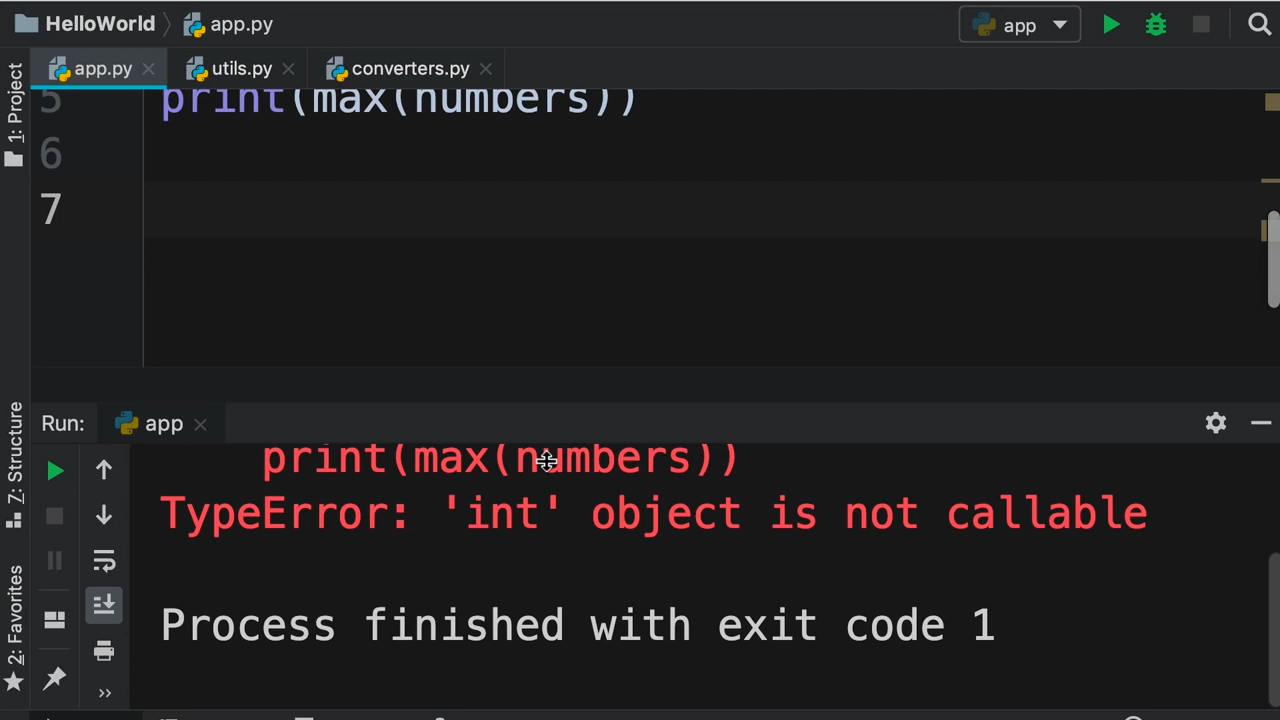 HelloWorld app.py app
app.py utils.py converters.py
1: Project
5 print(max(numbers))
6
7
7: Structure
2: Favorites
Run: app
print(max(numbers))
TypeError: 'int' object is not callable
Process finished with exit code 1